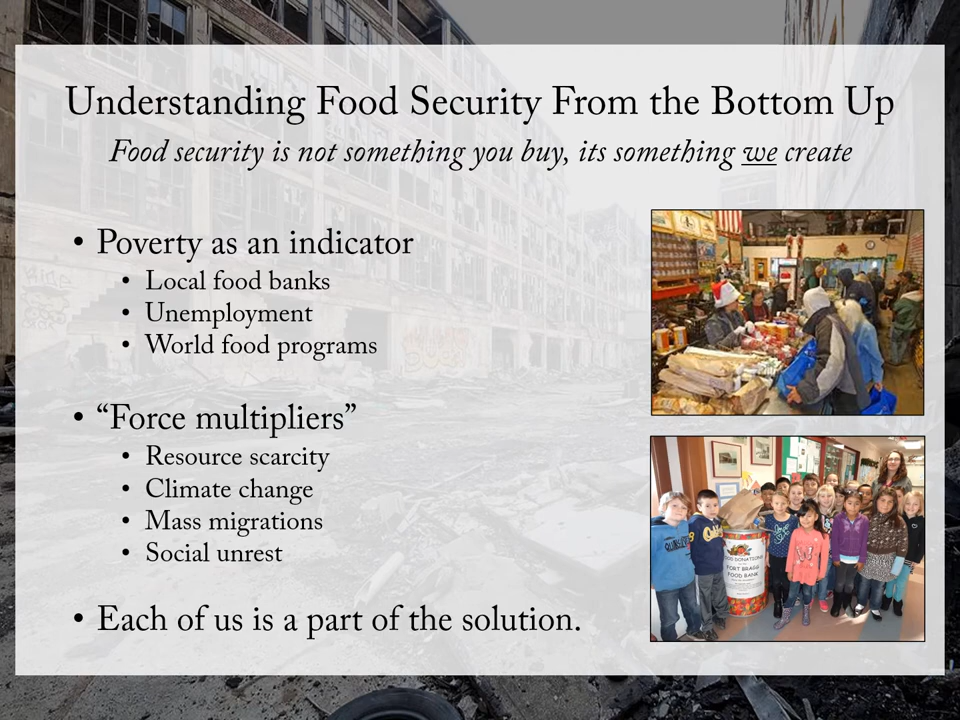 Understanding Food Security From the Bottom Up
Food security is not something you buy, its something we create
• Poverty as an indicator
• Local food banks
• Unemployment
• World food programs
• “Force multipliers”
• Resource scarcity
• Climate change
• Mass migrations
• Social unrest
• Each of us is a part of the solution.
FOOD DONATIONS
FORT BRAGG
FOOD BANK